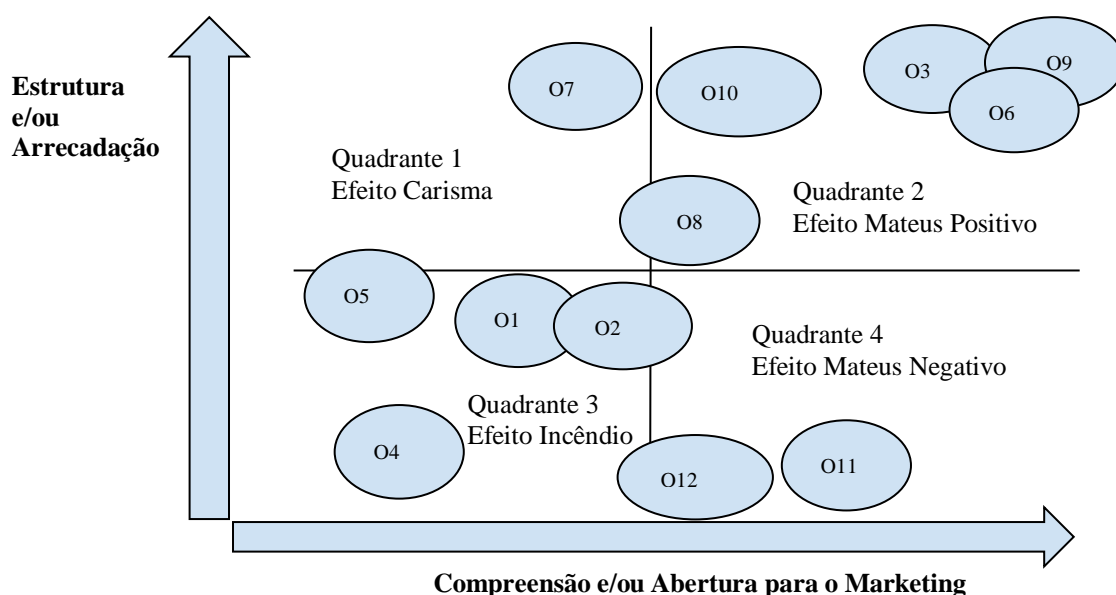 Estrutura
e/ou
Arrecadação
O7
O10
O3
O9
O6
Quadrante 1
Efeito Carisma
Quadrante 2
Efeito Mateus Positivo
O8
O5
O1
O2
Quadrante 4
Efeito Mateus Negativo
Quadrante 3
Efeito Incêndio
O4
O12
O11
Compreensão e/ou Abertura para o Marketing